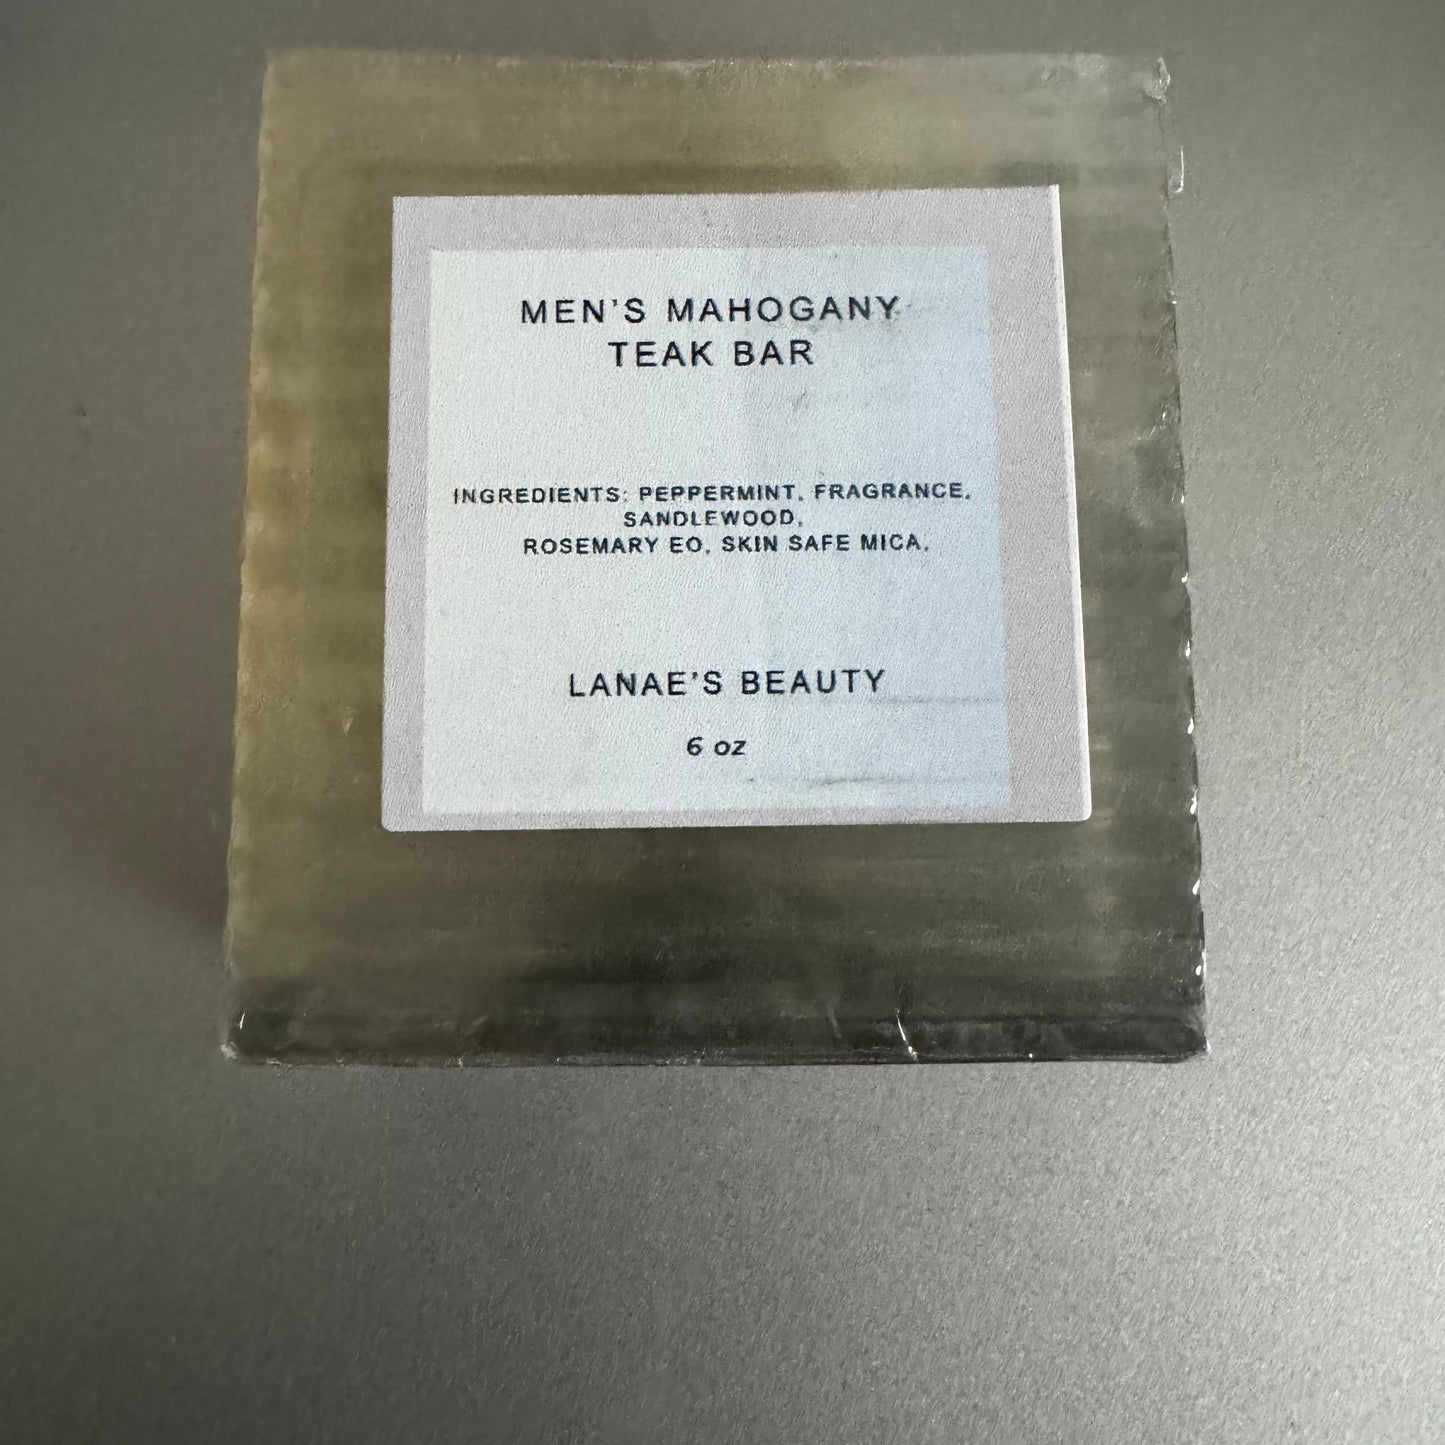 MEN'S MAHOGANY
TEAK BAR
INGREDIENTS: PEPPERMINT, FRAGRANCE,
SANDLEWOOD,
ROSEMARY EO, SKIN SAFE MICA,
LANAE'S BEAUTY
6 oz